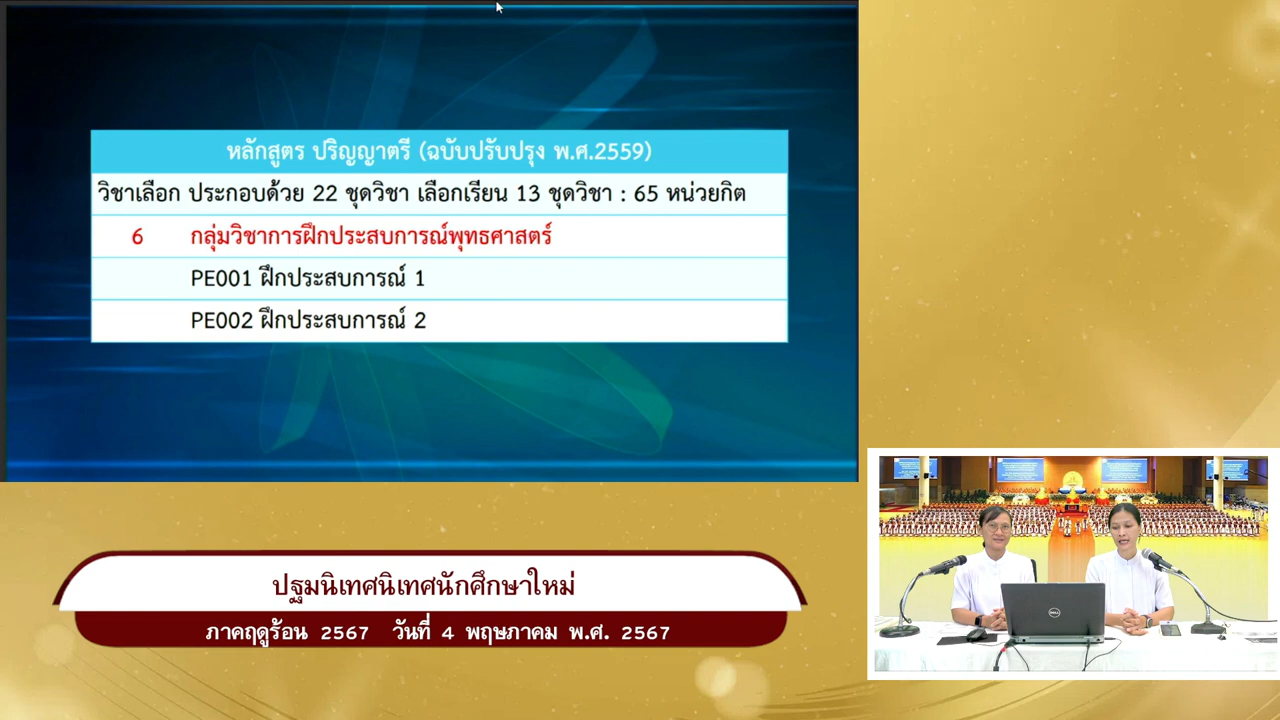 หลักสูตร ปริญญาตรี (ฉบับปรับปรุง พ.ศ.2559)
วิชาเลือก ประกอบด้วย 22 ชุดวิชา เลือกเรียน 13 ชุดวิชา : 65 หน่วยกิต
6 กลุ่มวิชาการฝึกประสบการณ์พุทธศาสตร์
PE001 ฝึกประสบการณ์ 1
PE002 ฝึกประสบการณ์ 2
ปฐมนิเทศนิเทศนักศึกษาใหม่
ภาคฤดูร้อน 2567 วันที่ 4 พฤษภาคม พ.ศ. 2567
DELL